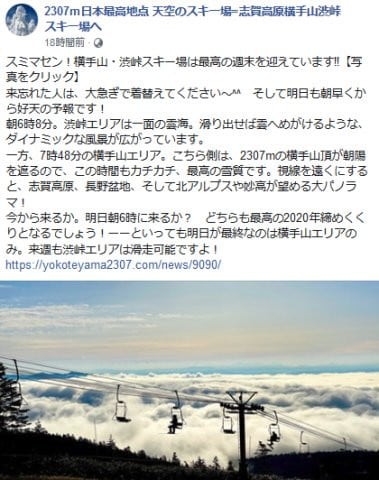 2307m日本最高地点 天空のスキー場=志賀高原横手山渋峠
スキー場へ
18時間前・
スミマセン！横手山・渋峠スキー場は最高の週末を迎えています!!【写
真をクリック】
来忘れた人は、大急ぎで着替えてください～^^　そして明日も朝早くか
ら好天の予報です！
朝6時8分。渋峠エリアは一面の雲海。滑り出せば雲へめがけるような、
ダイナミックな風景が広がっています。
一方、7時48分の横手山エリア。こちら側は、2307mの横手山頂が朝陽
を遮るので、この時間もカチカチ、最高の雪質です。視線を遠くにする
と、志賀高原、長野盆地、そして北アルプスや妙高が望める大パノラ
マ！
今から来るか。明日朝6時に来るか？　どちらも最高の2020年締めくく
りとなるでしょう！ーーといっても明日が最終なのは横手山エリアの
み。来週も渋峠エリアは滑走可能ですよ！
https://yokoteyama2307.com/news/9090/